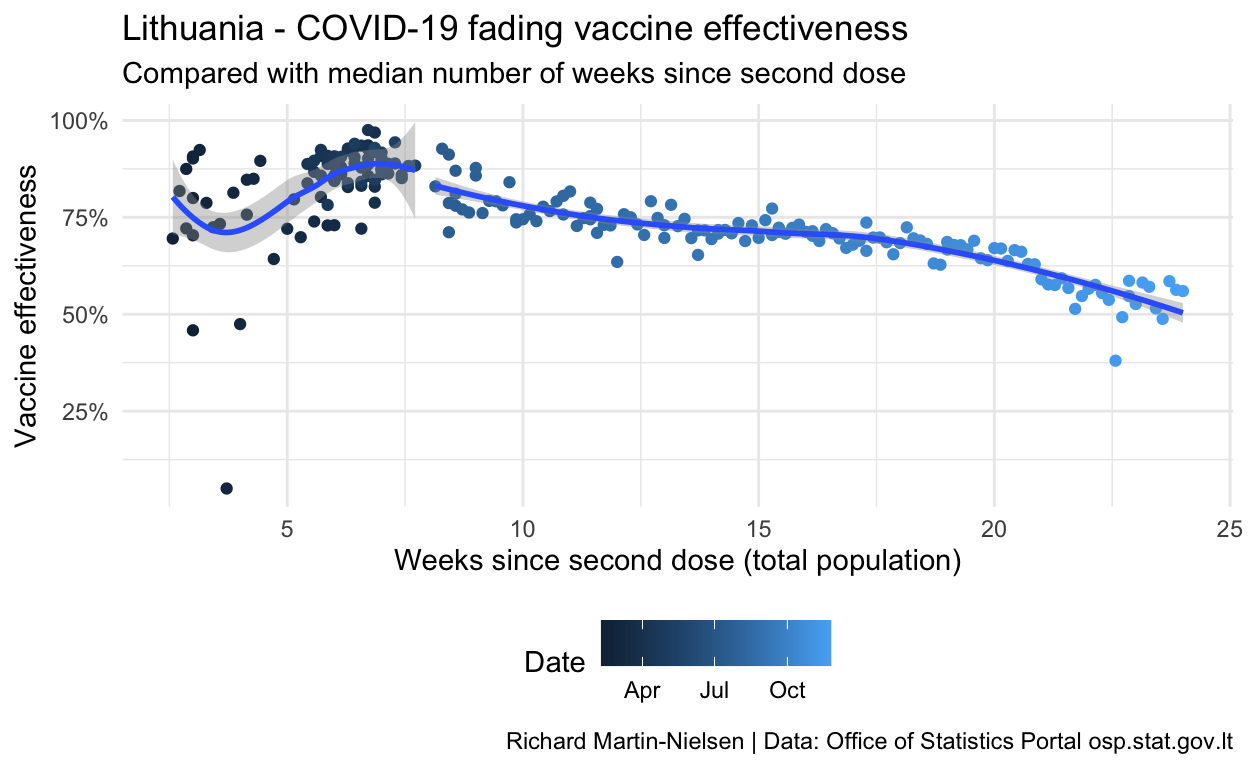 Lithuania - COVID-19 fading vaccine effectiveness
Compared with median number of weeks since second dose
Vaccine effectiveness
100%
75%
50%
25%
5 10 15 20 25
Weeks since second dose (total population)
Date
Apr Jul Oct
Richard Martin-Nielsen | Data: Office of Statistics Portal osp.stat.gov.lt